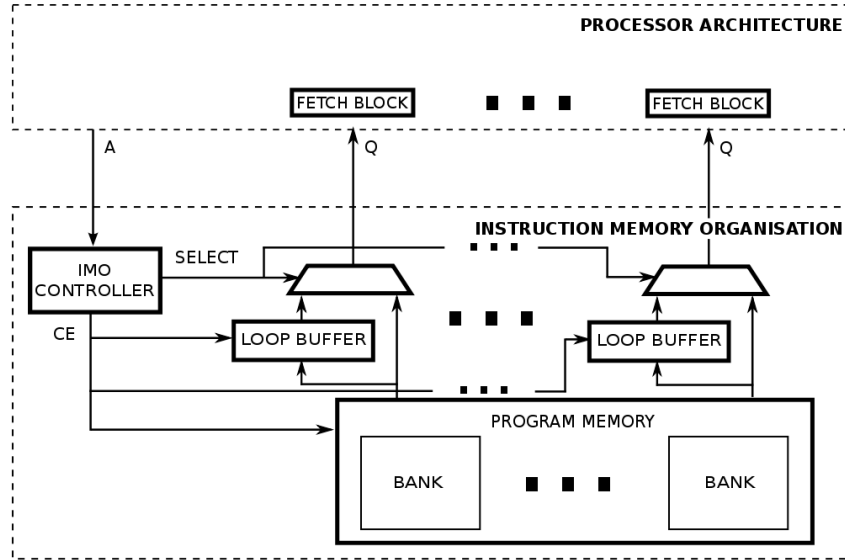 PROCESSOR ARCHITECTURE
FETCH BLOCK
FETCH BLOCK
A
Q
Q
INSTRUCTION MEMORY ORGANISATION
SELECT
IMO
CONTROLLER
CE
LOOP BUFFER
LOOP BUFFER
PROGRAM MEMORY
BANK
BANK